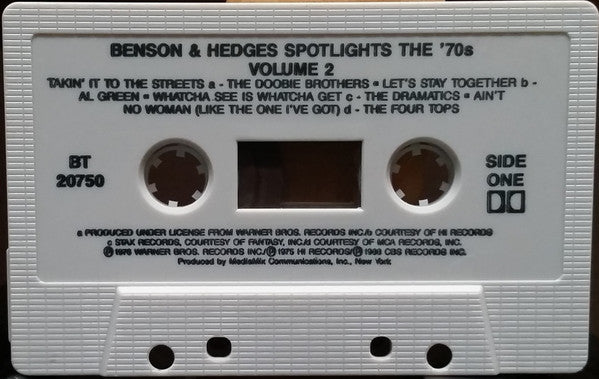 BENSON & HEDGES SPOTLIGHTS THE '70s
VOLUME 2
TAKIN' IT TO THE STREETS a - THE DOOBIE BROTHERS • LET'S STAY TOGETHER b -
AL GREEN • WHATCHA SEE IS WHATCHA GET c - THE DRAMATICS • AIN'T
NO WOMAN (LIKE THE ONE I'VE GOT) d - THE FOUR TOPS
BT
20750
SIDE
ONE
a PRODUCED UNDER LICENSE FROM WARNER BROS. RECORDS INC./b COURTESY OF HI RECORDS
c STAX RECORDS, COURTESY OF FANTASY, INC./d COURTESY OF MCA RECORDS, INC.
Ⓒ 1976 WARNER BROS. RECORDS INC./Ⓟ 1975 HI RECORDS/Ⓟ CBS RECORDS INC.
Produced by MediaMix Communications, Inc., New York